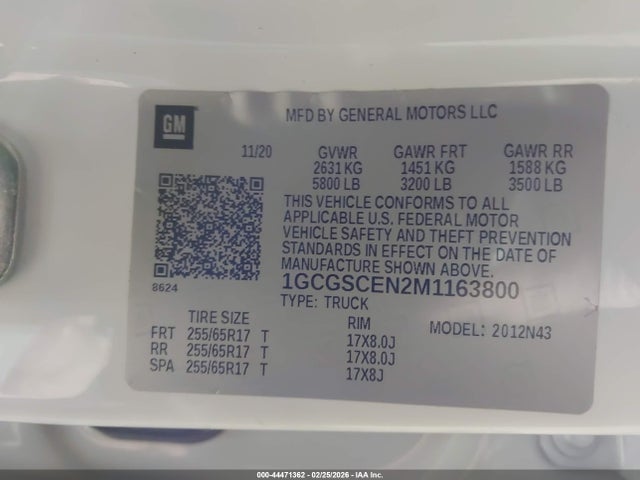 GM
MFD BY GENERAL MOTORS LLC
11/20 GVWR GAWR FRT GAWR RR
2631 KG 1451 KG 1588 KG
5800 LB 3200 LB 3500 LB
THIS VEHICLE CONFORMS TO ALL
APPLICABLE U.S. FEDERAL MOTOR
VEHICLE SAFETY AND THEFT PREVENTION
STANDARDS IN EFFECT ON THE DATE OF
MANUFACTURE SHOWN ABOVE.
8624
1GCGSCEN2M1163800
TYPE: TRUCK
TIRE SIZE RIM MODEL: 2012N43
FRT 255/65R17 T 17X8.0J
RR 255/65R17 T 17X8.0J
SPA 255/65R17 T 17X8J
000-44471362 - 02/25/2026 - IAA Inc.